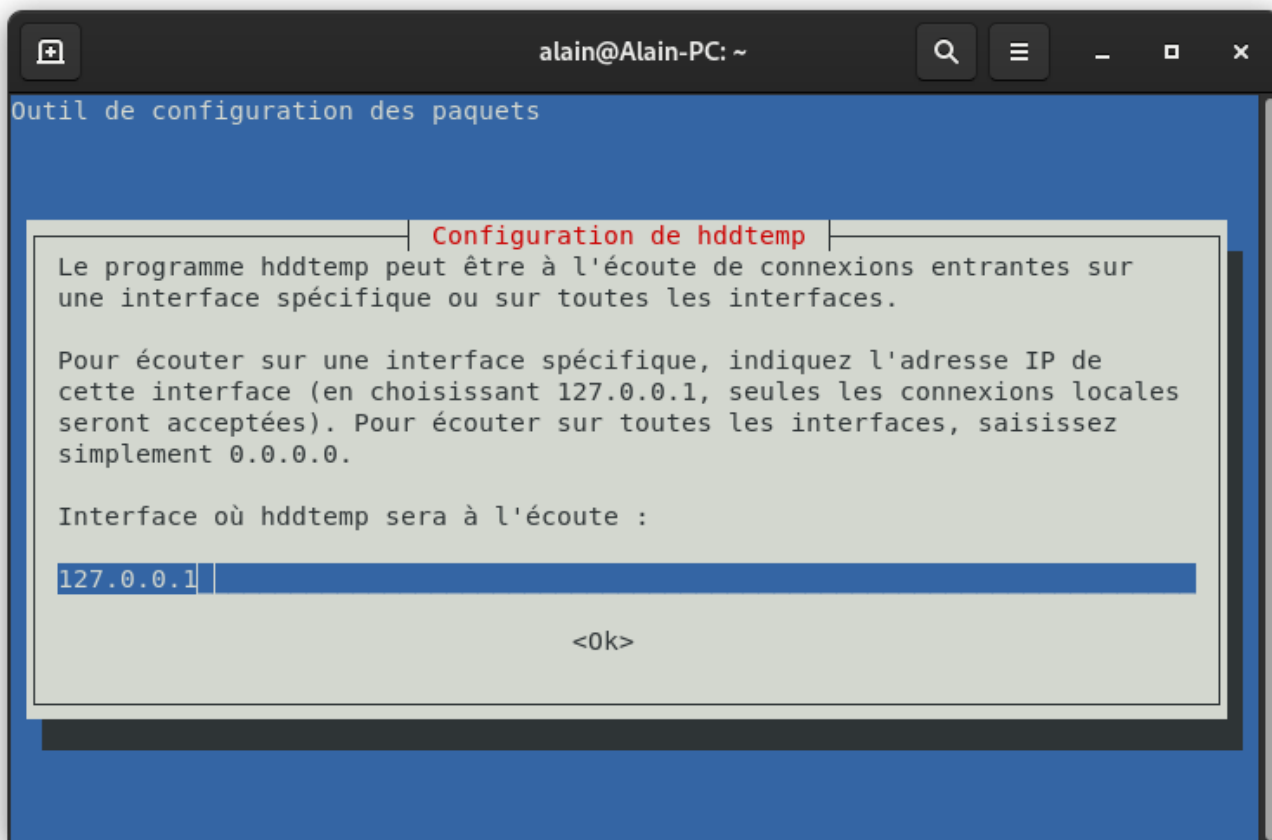 alain@Alain-PC: ~
Outil de configuration des paquets
Configuration de hddtemp
Le programme hddtemp peut être à l'écoute de connexions entrantes sur
une interface spécifique ou sur toutes les interfaces.
Pour écouter sur une interface spécifique, indiquez l'adresse IP de
cette interface (en choisissant 127.0.0.1, seules les connexions locales
seront acceptées). Pour écouter sur toutes les interfaces, saisissez
simplement 0.0.0.0.
Interface où hddtemp sera à l'écoute :
127.0.0.1
<Ok>